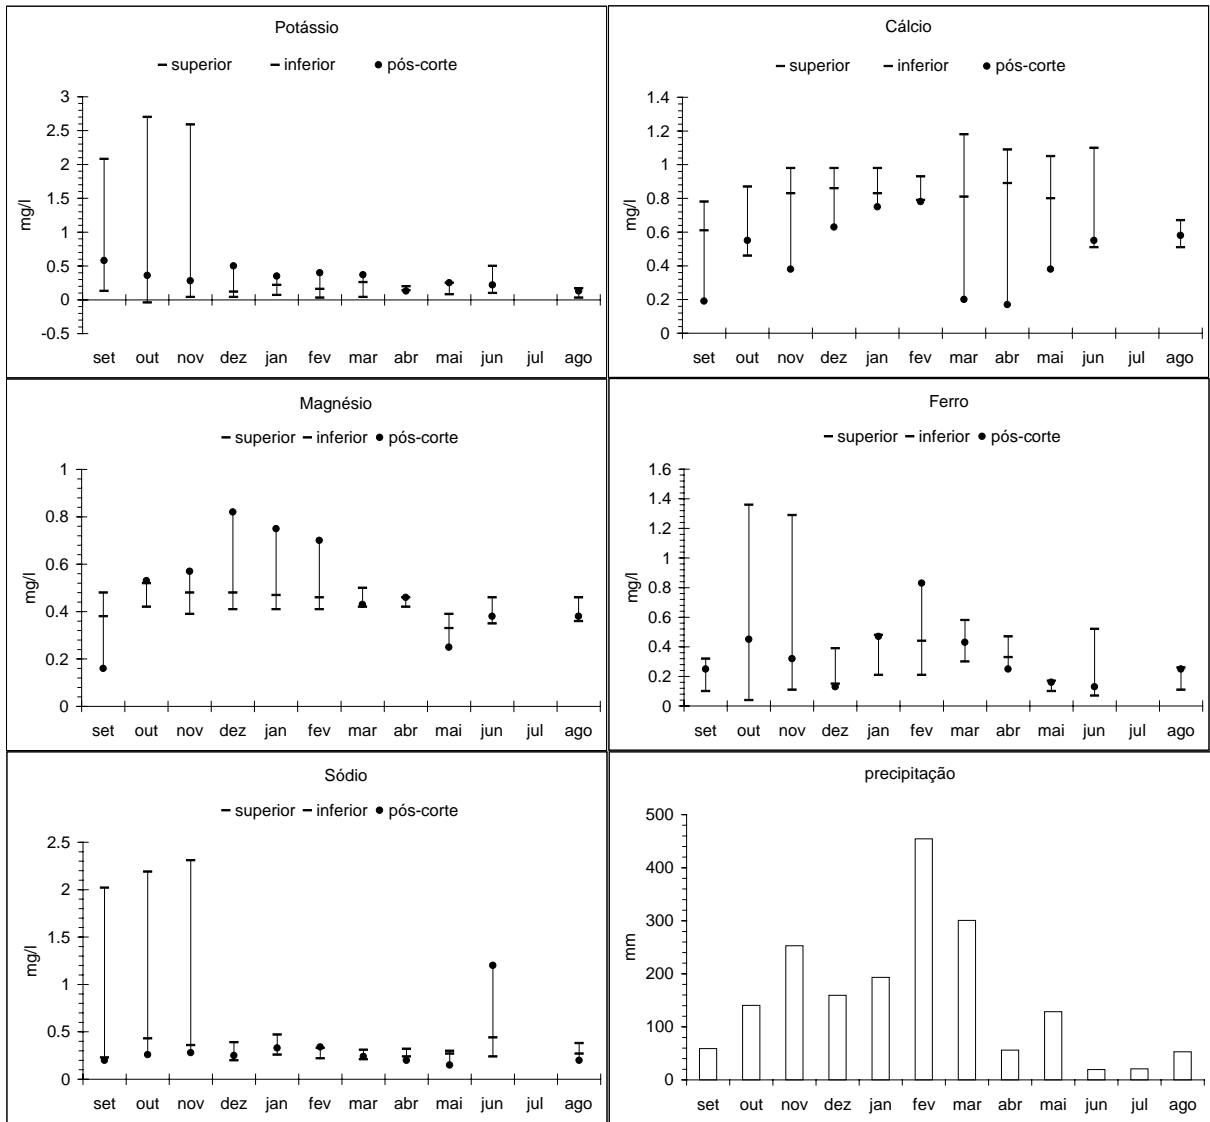 Potássio
superior inferior pós-corte
3
2.5
2
1.5
1
0.5
0
-0.5
mg/l
set out nov dez jan fev mar abr mai jun jul ago
Cálcio
superior inferior pós-corte
1.4
1.2
1
0.8
0.6
0.4
0.2
0
mg/l
set out nov dez jan fev mar abr mai jun jul ago
Magnésio
superior inferior pós-corte
1
0.8
0.6
0.4
0.2
0
mg/l
set out nov dez jan fev mar abr mai jun jul ago
Ferro
superior inferior pós-corte
1.6
1.4
1.2
1
0.8
0.6
0.4
0.2
0
mg/l
set out nov dez jan fev mar abr mai jun jul ago
Sódio
superior inferior pós-corte
2.5
2
1.5
1
0.5
0
mg/l
set out nov dez jan fev mar abr mai jun jul ago
precipitação
500
400
300
200
100
0
mm
set out nov dez jan fev mar abr mai jun jul ago